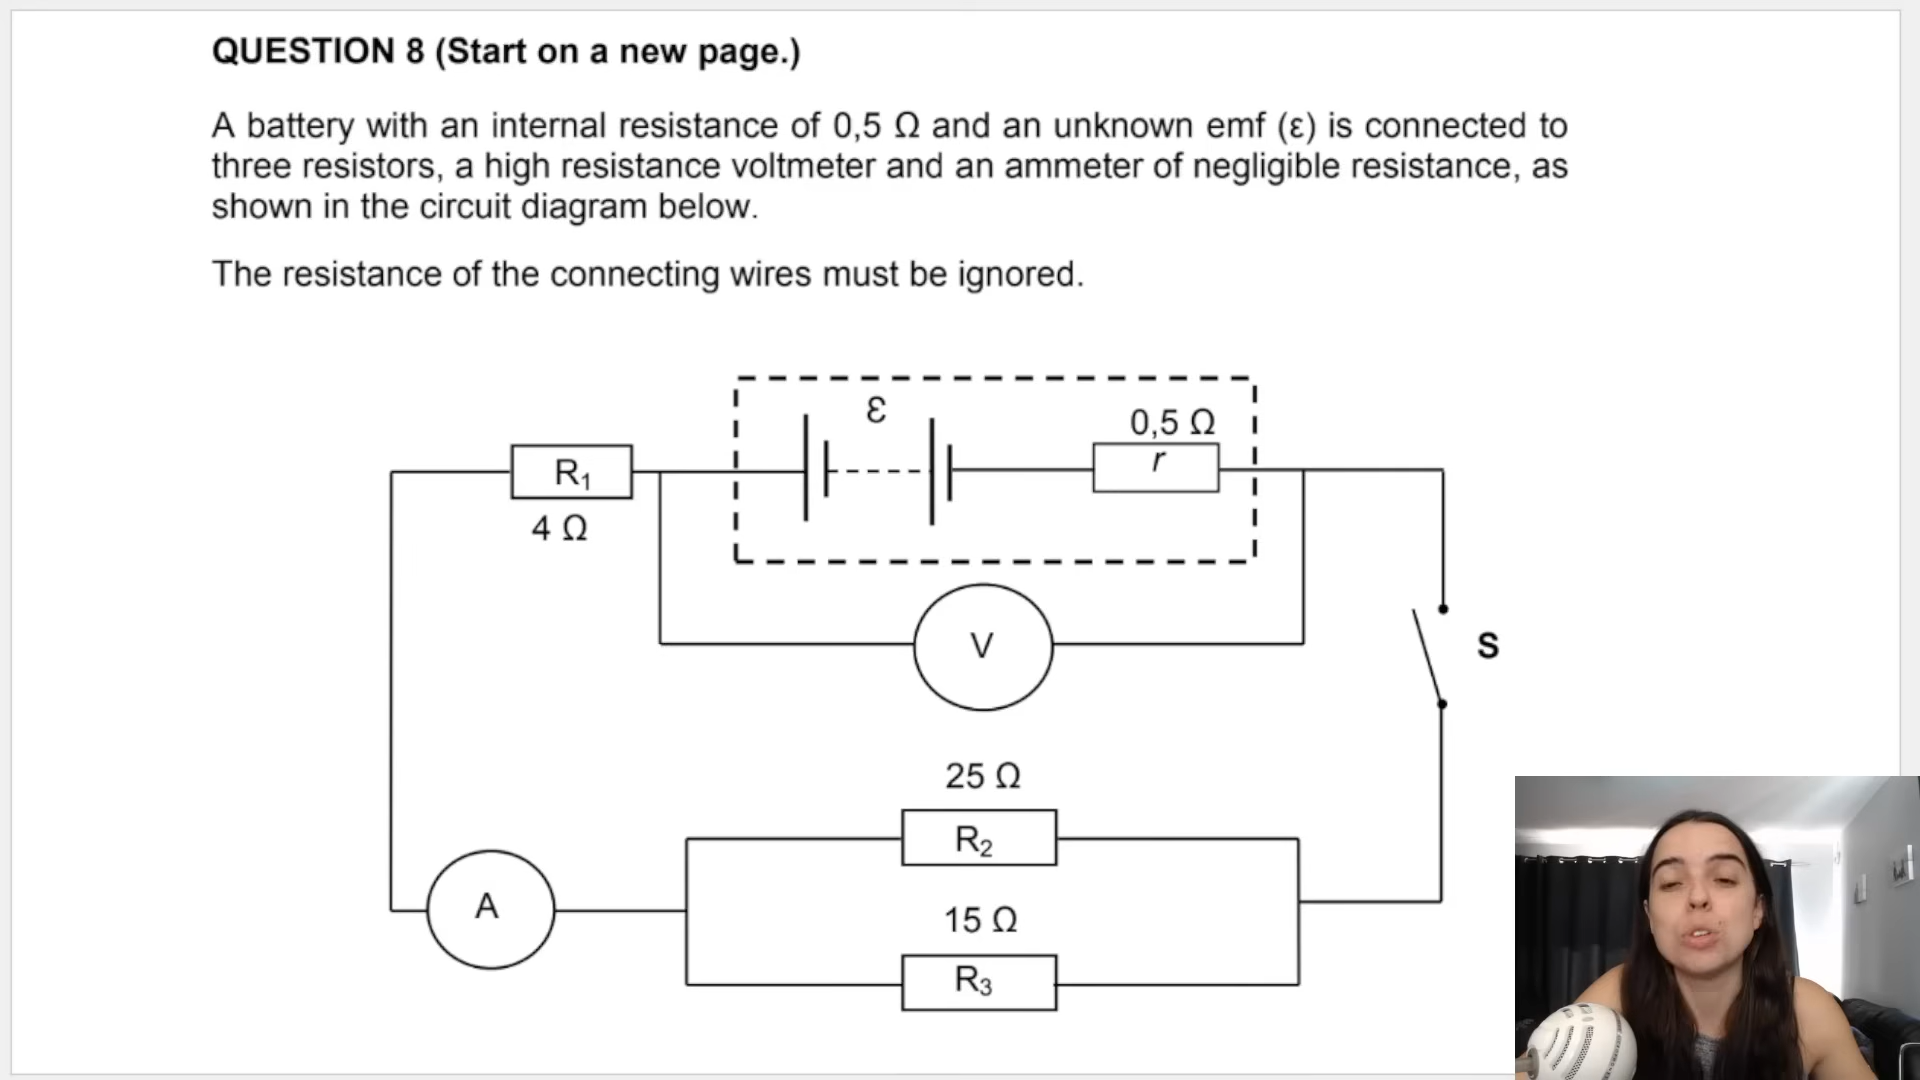 QUESTION 8 (Start on a new page.)
A battery with an internal resistance of 0,5 Ω and an unknown emf (ε) is connected to
three resistors, a high resistance voltmeter and an ammeter of negligible resistance, as
shown in the circuit diagram below.
The resistance of the connecting wires must be ignored.
ε
0,5 Ω
r
R₁
4 Ω
V
S
25 Ω
R₂
A
15 Ω
R₃